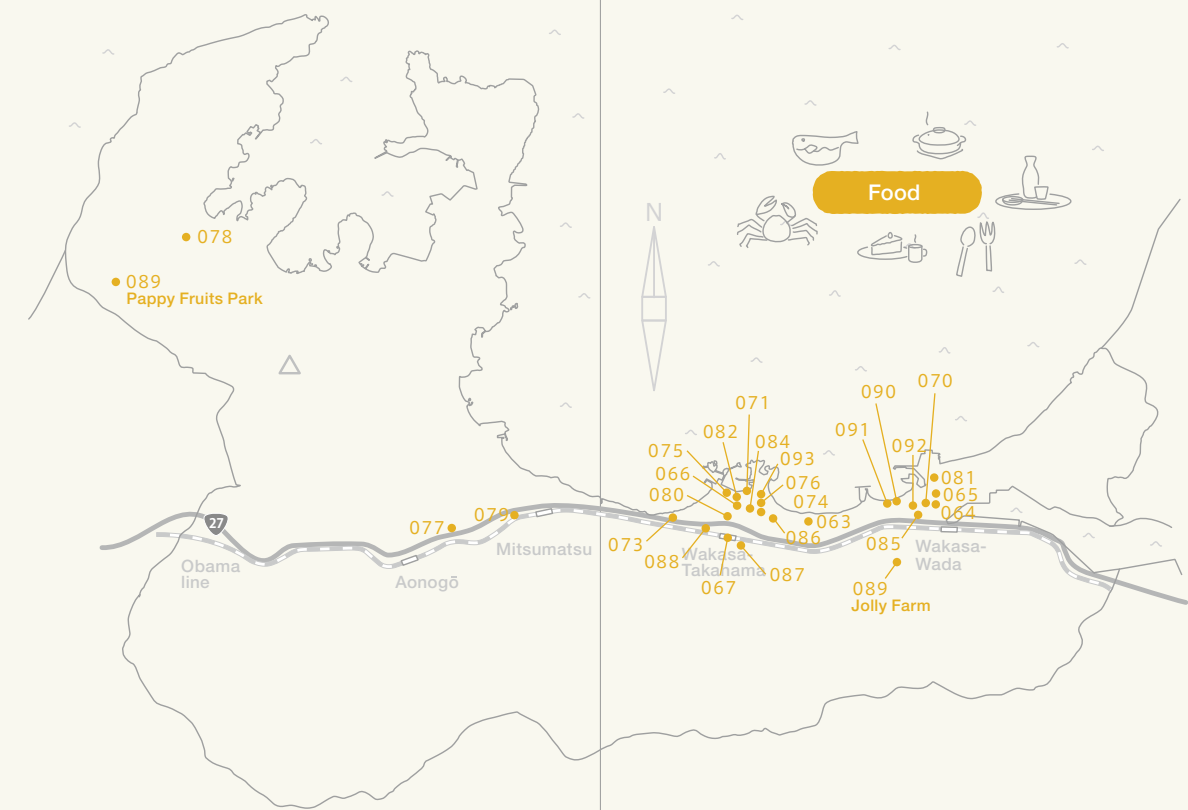 Food
N
078
089
Pappy Fruits Park
070
090
071
091
082
084
092
075
093
066
081
076
080
065
074
079
064
063
27
077
086
073
085
Mitsumatsu
Wakasa-
Wada
Wakasa-
Takahama
088
Obama
line
087
Aonogō
067
089
Jolly Farm